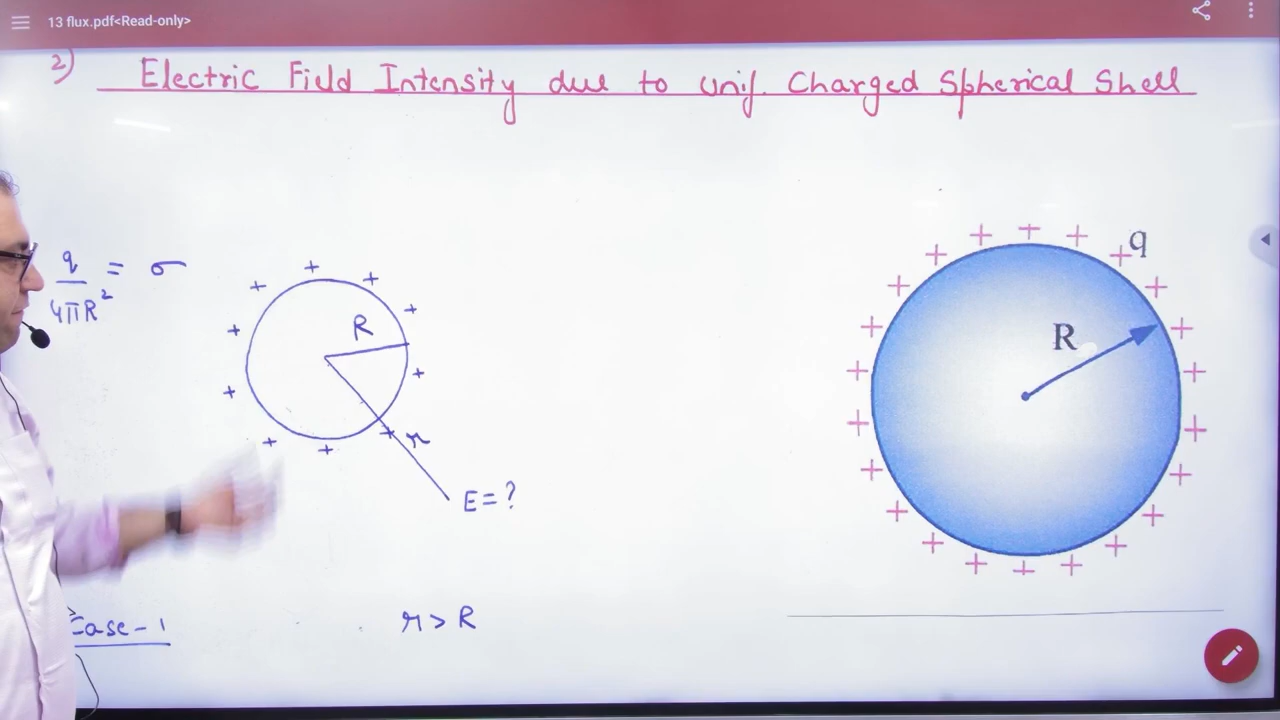 13 flux.pdf<Read-only>
2) Electric Field Intensity due to unif. Charged Spherical Shell
q/4πR² = σ
R
r
E = ?
q
R
Case-1 r > R